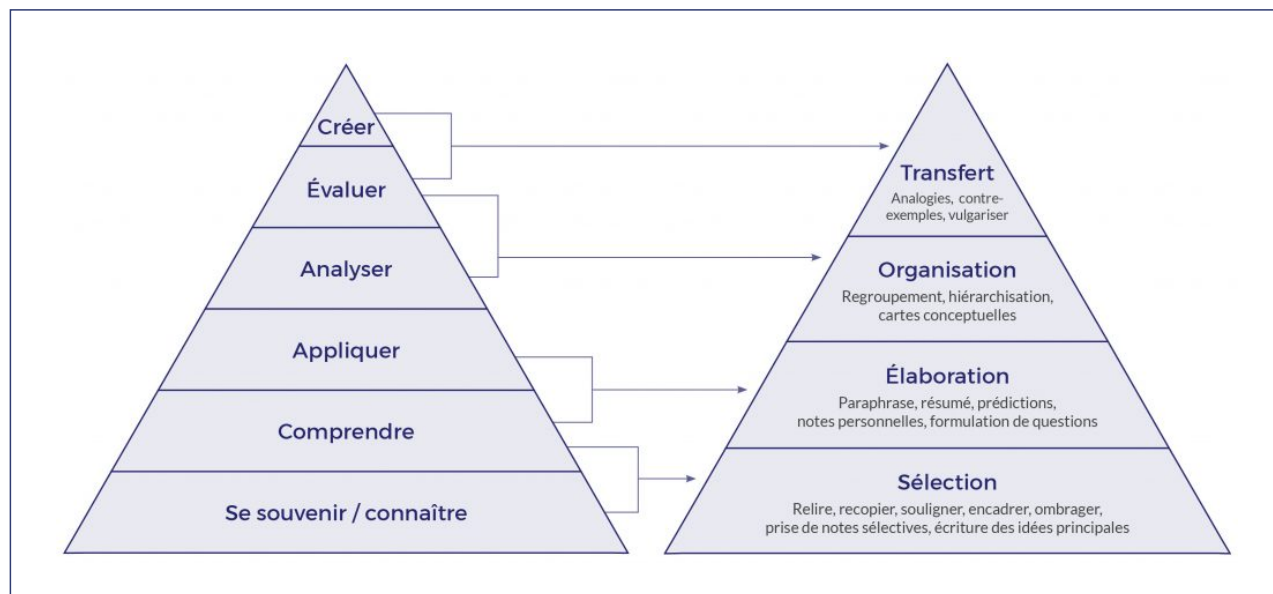 Créer
Évaluer
Analyser
Appliquer
Comprendre
Se souvenir / connaître
Transfert
Analogies, contre-
exemples, vulgariser
Organisation
Regroupement, hiérarchisation,
cartes conceptuelles
Élaboration
Paraphrase, résumé, prédictions,
notes personnelles, formulation de questions
Sélection
Relire, recopier, souligner, encadrer, ombrager,
prise de notes sélectives, écriture des idées principales